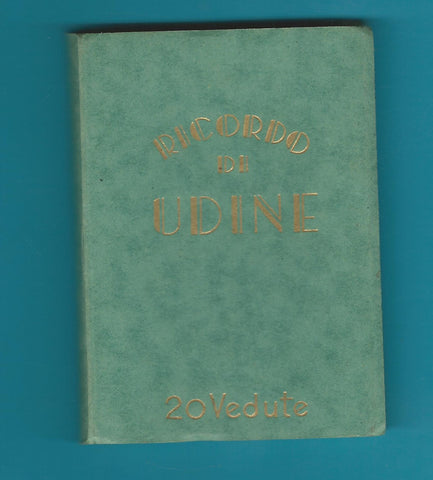 RICORDO
DI
UDINE
20 Vedute